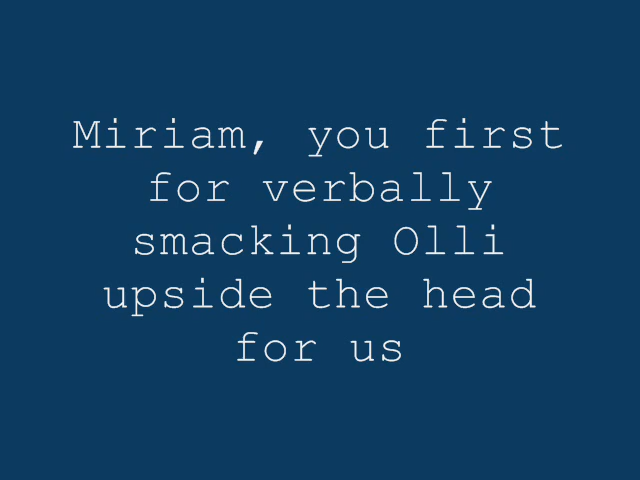 Miriam, you first
for verbally
smacking Olli
upside the head
for us